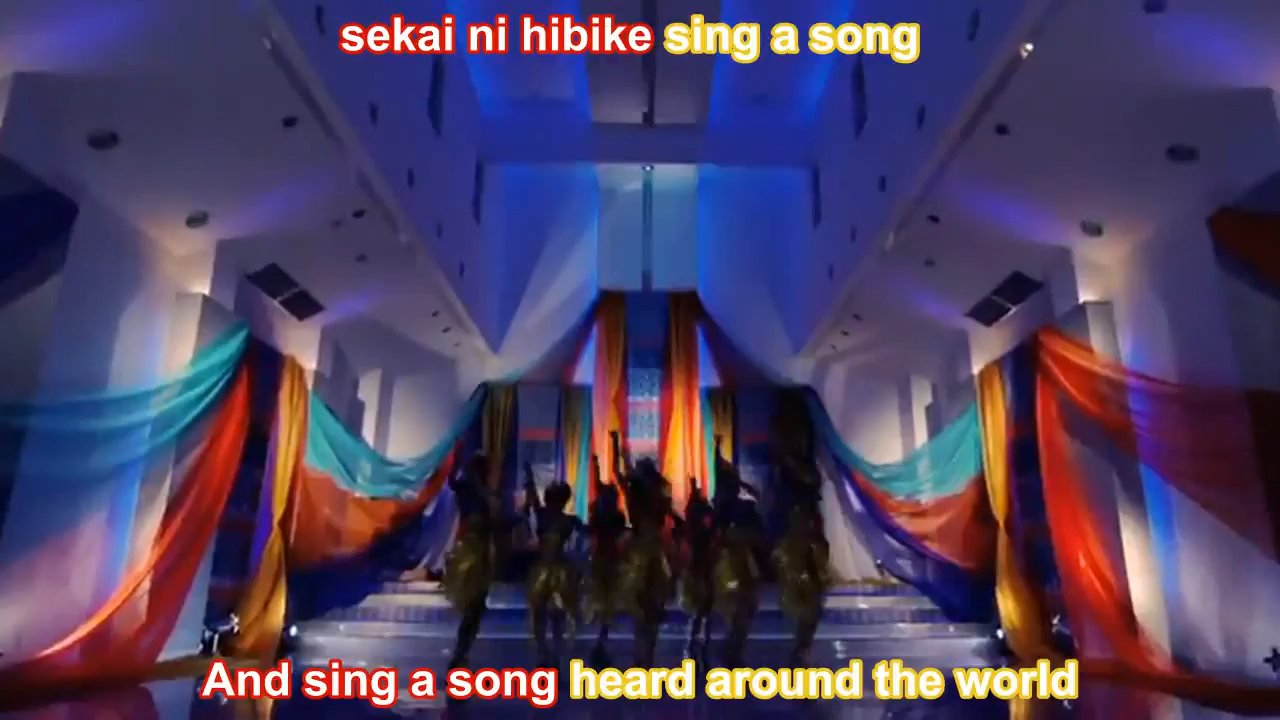 sekai ni hibike sing a song
And sing a song heard around the world